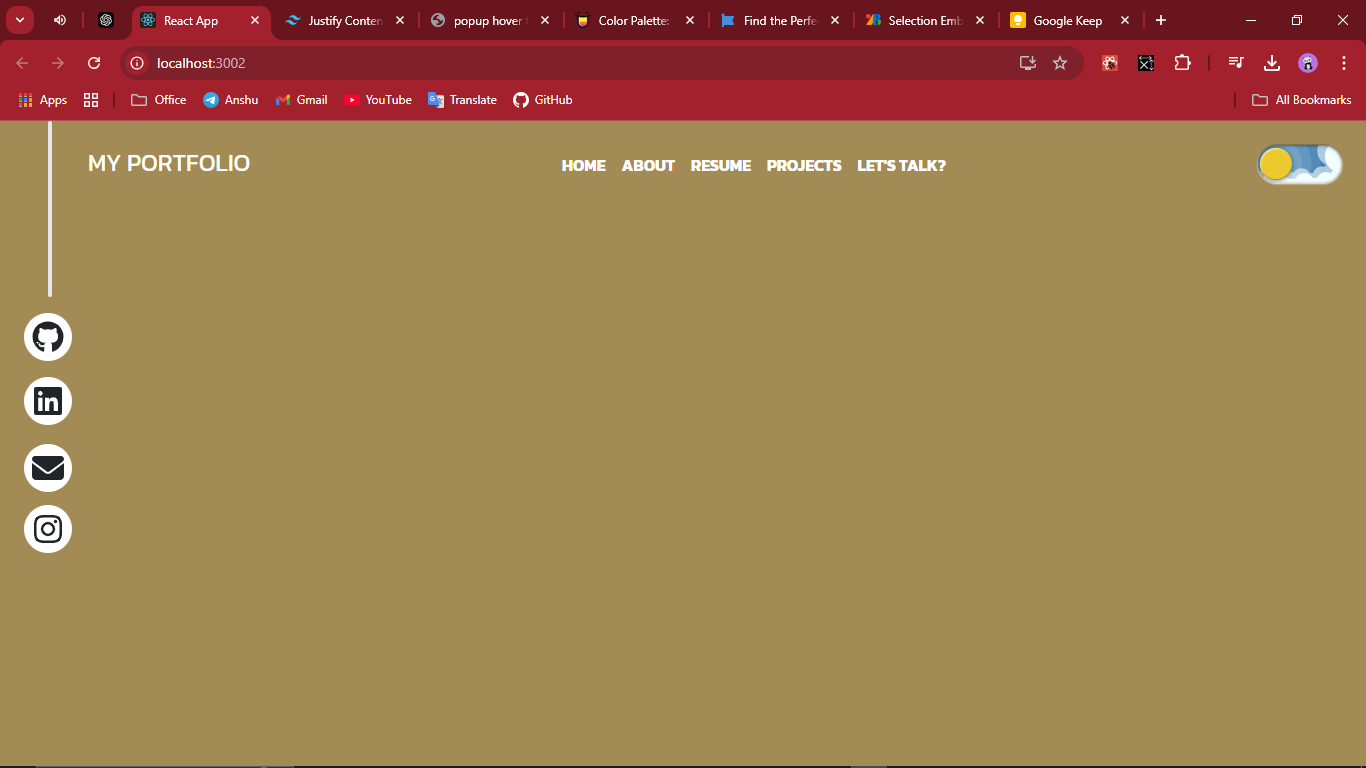 React App
Justify Conten
popup hover
Color Palette:
Find the Perfe
Selection Emb
Google Keep
localhost:3002
Apps
Office
Anshu
Gmail
YouTube
Translate
GitHub
All Bookmarks
MY PORTFOLIO
HOME ABOUT RESUME PROJECTS LET'S TALK?